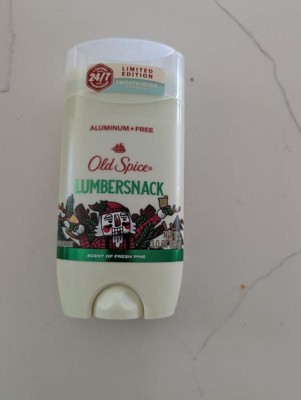 24/7
LIMITED
EDITION
ALUMINUM • FREE
Old Spice
LUMBERSNACK
SCENT OF FRESH PINE